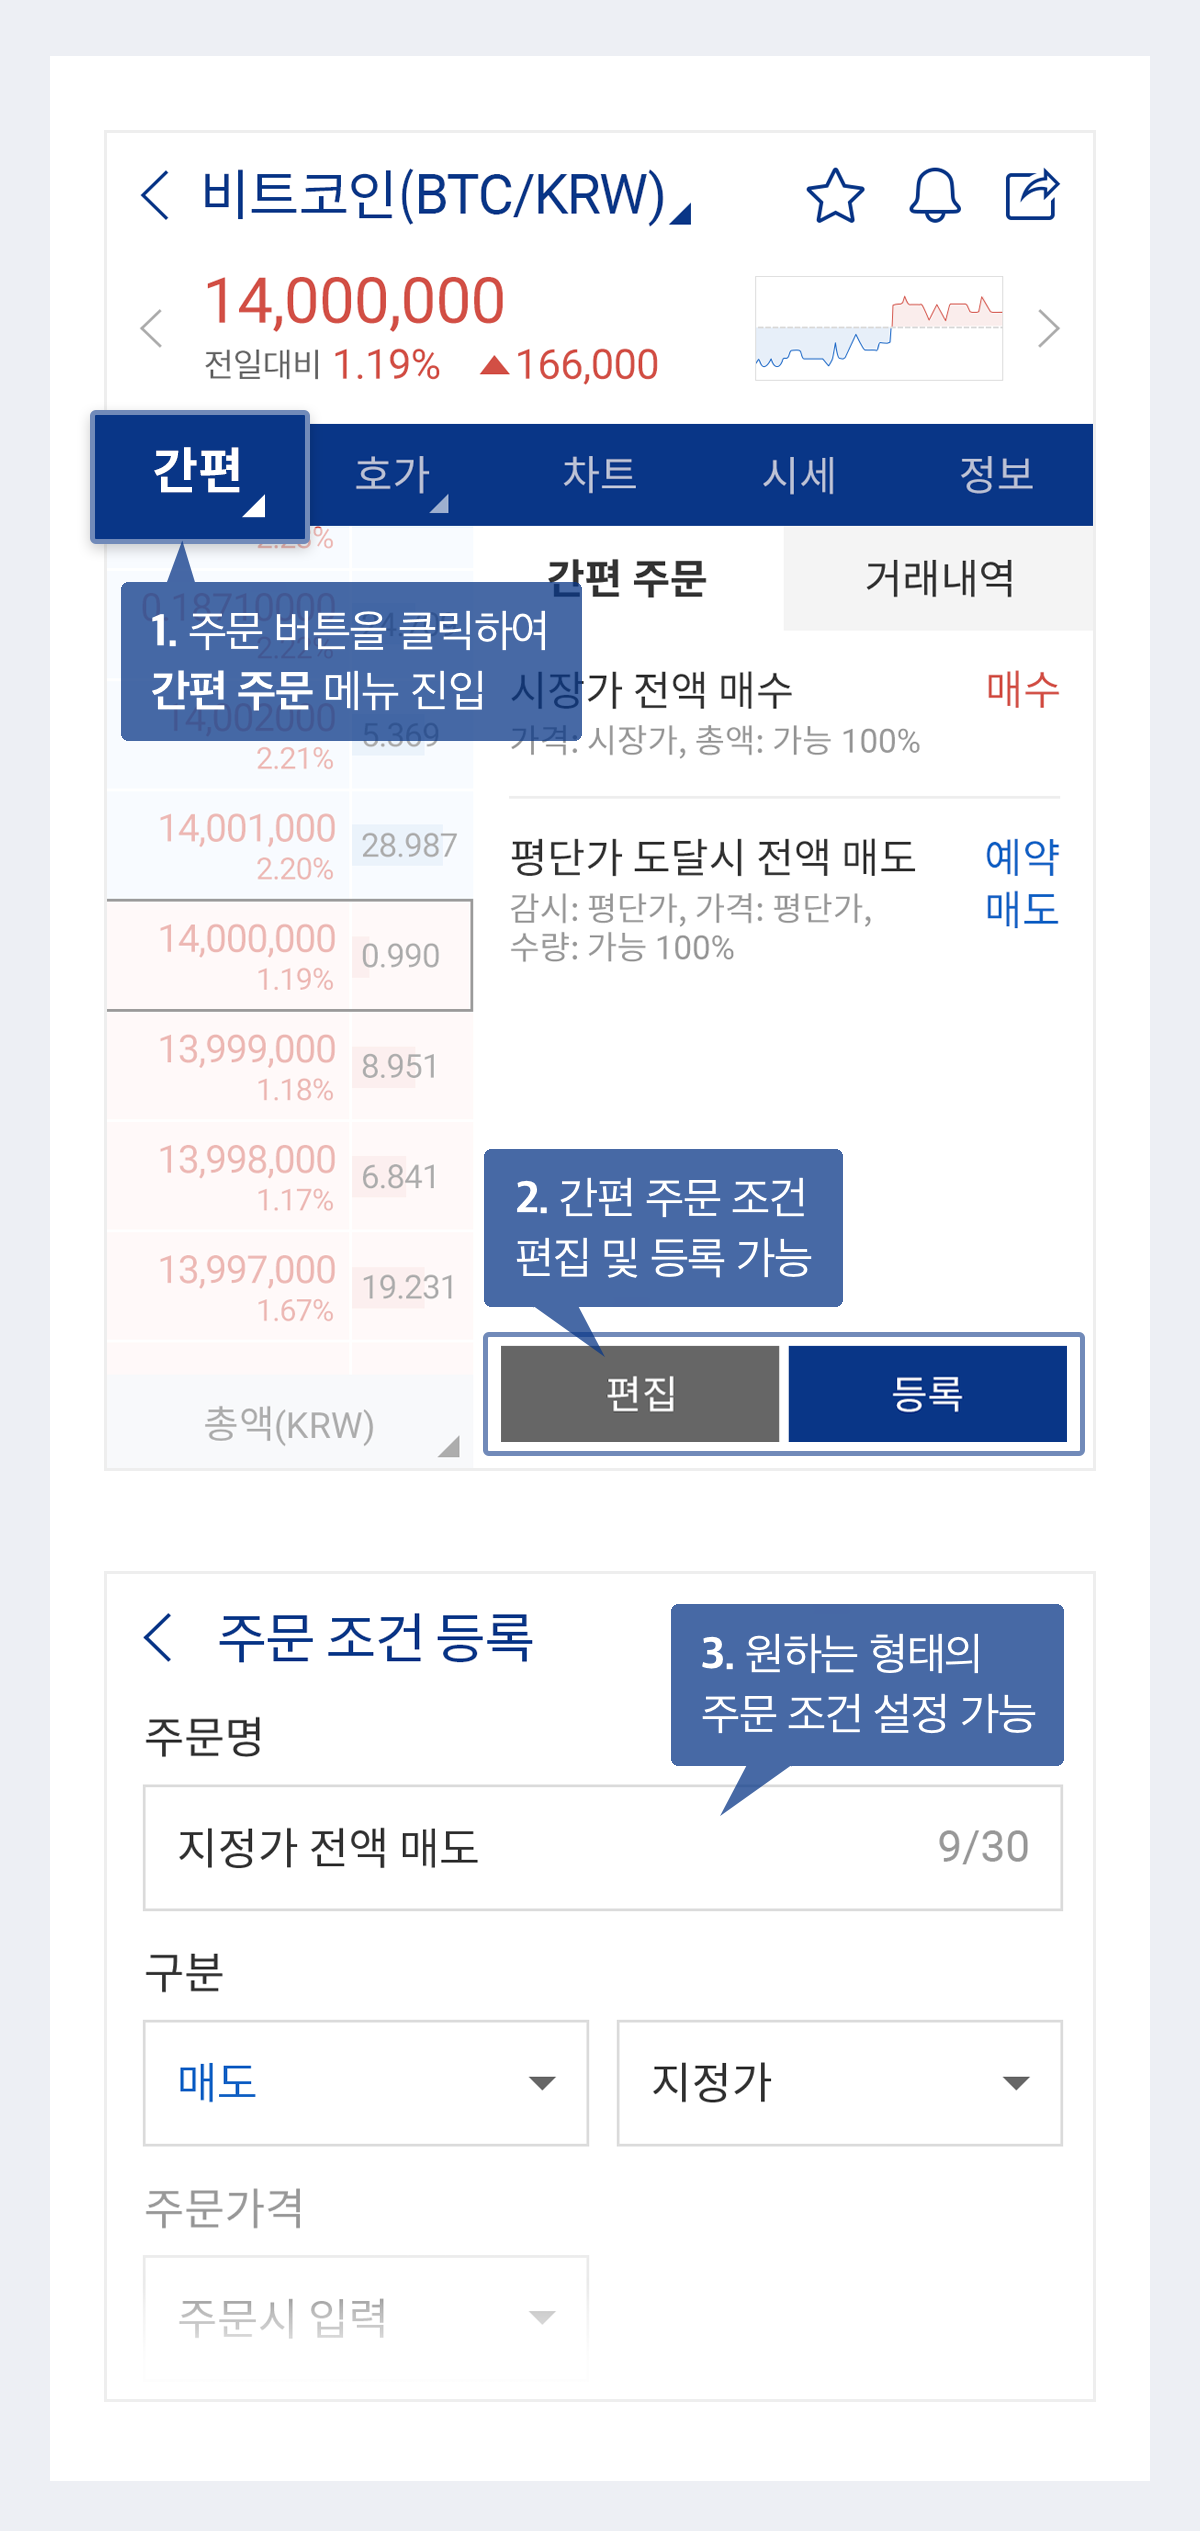 비트코인(BTC/KRW)
14,000,000
전일대비 1.19% ▲166,000
간편 호가 차트 시세 정보
간편 주문 거래내역
1. 주문 버튼을 클릭하여
간편 주문 메뉴 진입
0.18710000
2.22%
14,002000
5.369
2.21%
14,001,000
28.987
2.20%
14,000,000
0.990
1.19%
13,999,000
8.951
1.18%
13,998,000
6.841
1.17%
13,997,000
19.231
1.67%
총액(KRW)
시장가 전액 매수 매수
가격: 시장가, 총액: 가능 100%
평단가 도달시 전액 매도 예약
매도
감시: 평단가, 가격: 평단가,
수량: 가능 100%
2. 간편 주문 조건
편집 및 등록 가능
편집 등록
주문 조건 등록
3. 원하는 형태의
주문 조건 설정 가능
주문명
지정가 전액 매도 9/30
구분
매도 지정가
주문가격
주문시 입력